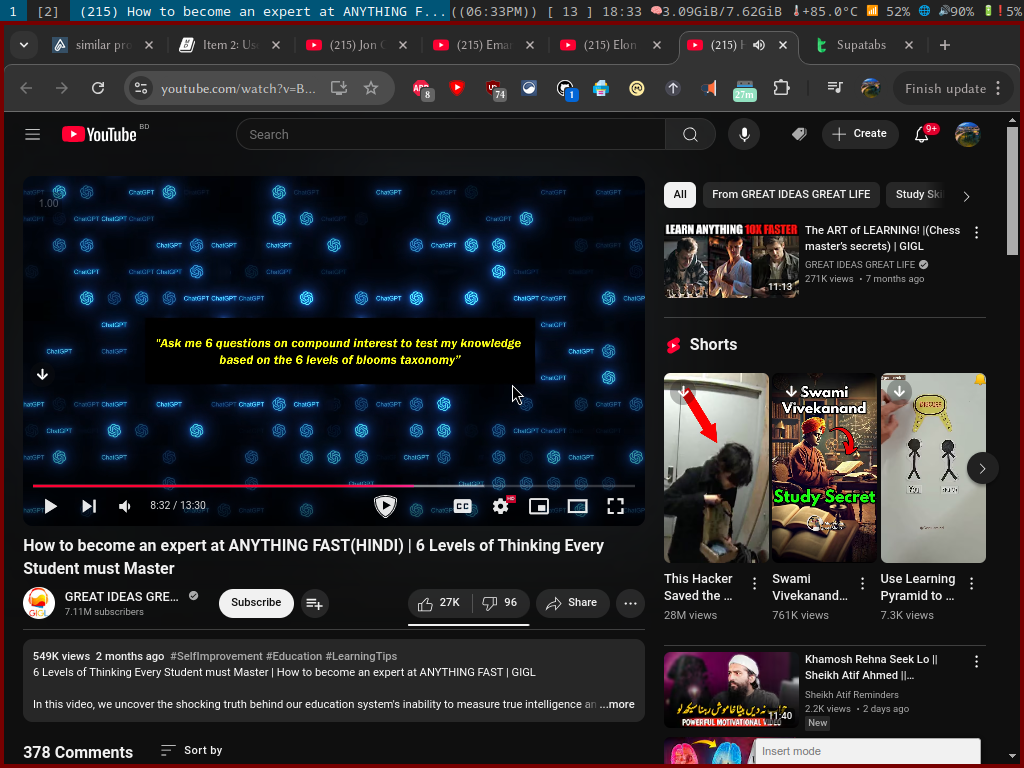 1 [2] (215) How to become an expert at ANYTHING F...((06:33PM)) [ 13 ] 18:33 3.09GiB/7.62GiB +85.0°C 52% 90% 5%
similar pro
Item 2: Us
(215) Jon C
(215) Emar
(215) Elon
(215) H
Supatabs
youtube.com/watch?v=B...
8
74
1
27m
Finish update
YouTube BD
Search
Create
9+
1.00
ChatGPT
"Ask me 6 questions on compound interest to test my knowledge
based on the 6 levels of blooms taxonomy"
8:32 / 13:30
CC
HD
How to become an expert at ANYTHING FAST(HINDI) | 6 Levels of Thinking Every
Student must Master
GIGL
GREAT IDEAS GRE...
7.11M subscribers
Subscribe
27K
96
Share
549K views 2 months ago #SelfImprovement #Education #LearningTips
6 Levels of Thinking Every Student must Master | How to become an expert at ANYTHING FAST | GIGL
In this video, we uncover the shocking truth behind our education system's inability to measure true intelligence an ...more
378 Comments
Sort by
All
From GREAT IDEAS GREAT LIFE
Study Ski
LEARN ANYTHING 10X FASTER
11:13
The ART of LEARNING! |(Chess
master's secrets) | GIGL
GREAT IDEAS GREAT LIFE
271K views • 7 months ago
Shorts
Swami
Vivekanand
Study Secret
DISCUSS
You
This Hacker
Saved the ...
28M views
Swami
Vivekanand...
761K views
Use Learning
Pyramid to ...
7.3K views
POWERFUL MOTIVATIONAL VIDEO
11:40
Khamosh Rehna Seek Lo ||
Sheikh Atif Ahmed ||...
Sheikh Atif Reminders
2.2K views • 2 days ago
New
Insert mode